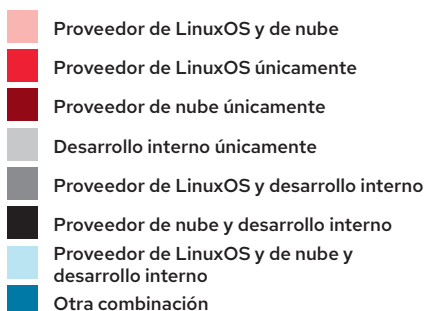 Proveedor de LinuxOS y de nube
Proveedor de LinuxOS únicamente
Proveedor de nube únicamente
Desarrollo interno únicamente
Proveedor de LinuxOS y desarrollo interno
Proveedor de nube y desarrollo interno
Proveedor de LinuxOS y de nube y
desarrollo interno
Otra combinación